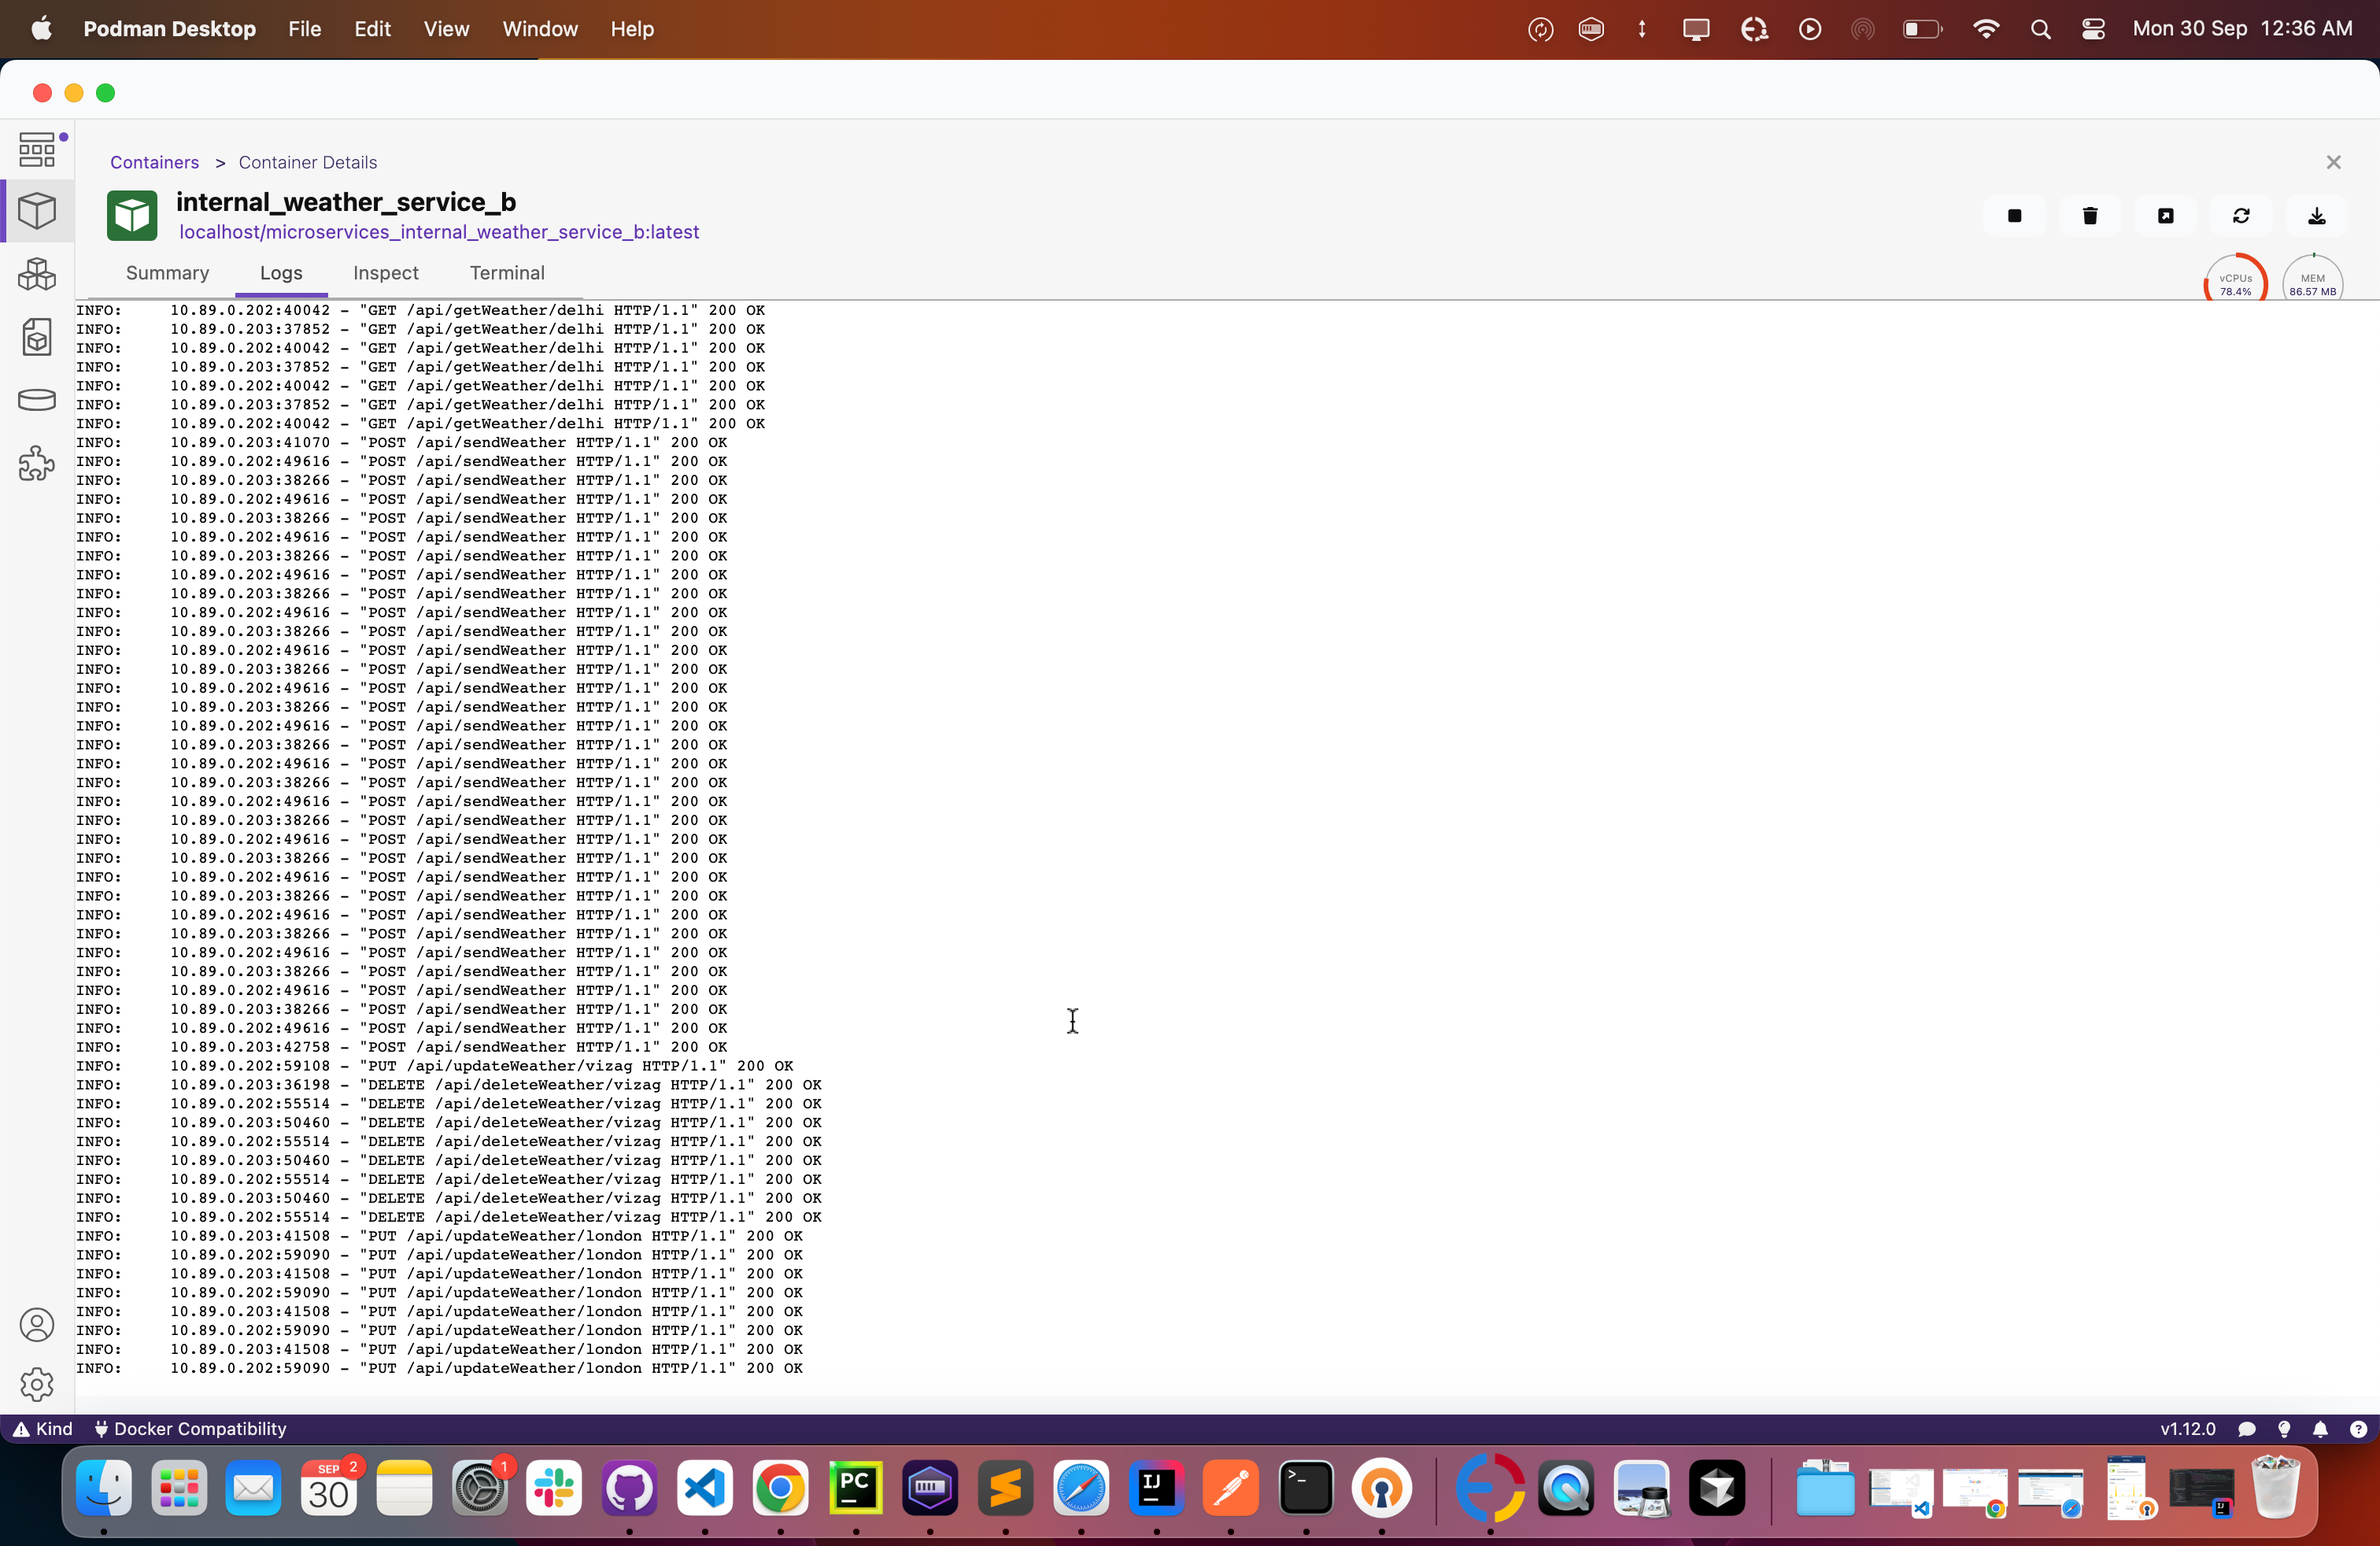 Podman Desktop File Edit View Window Help Mon 30 Sep 12:36 AM
Containers > Container Details
internal_weather_service_b
localhost/microservices_internal_weather_service_b:latest
Summary Logs Inspect Terminal
vCPUs
78.4%
MEM
86.57 MB
INFO: 10.89.0.202:40042 - "GET /api/getWeather/delhi HTTP/1.1" 200 OK
INFO: 10.89.0.203:37852 - "GET /api/getWeather/delhi HTTP/1.1" 200 OK
INFO: 10.89.0.202:40042 - "GET /api/getWeather/delhi HTTP/1.1" 200 OK
INFO: 10.89.0.203:37852 - "GET /api/getWeather/delhi HTTP/1.1" 200 OK
INFO: 10.89.0.202:40042 - "GET /api/getWeather/delhi HTTP/1.1" 200 OK
INFO: 10.89.0.203:37852 - "GET /api/getWeather/delhi HTTP/1.1" 200 OK
INFO: 10.89.0.202:40042 - "GET /api/getWeather/delhi HTTP/1.1" 200 OK
INFO: 10.89.0.203:41070 - "POST /api/sendWeather HTTP/1.1" 200 OK
INFO: 10.89.0.202:49616 - "POST /api/sendWeather HTTP/1.1" 200 OK
INFO: 10.89.0.203:38266 - "POST /api/sendWeather HTTP/1.1" 200 OK
INFO: 10.89.0.202:49616 - "POST /api/sendWeather HTTP/1.1" 200 OK
INFO: 10.89.0.203:38266 - "POST /api/sendWeather HTTP/1.1" 200 OK
INFO: 10.89.0.202:49616 - "POST /api/sendWeather HTTP/1.1" 200 OK
INFO: 10.89.0.203:38266 - "POST /api/sendWeather HTTP/1.1" 200 OK
INFO: 10.89.0.202:49616 - "POST /api/sendWeather HTTP/1.1" 200 OK
INFO: 10.89.0.203:38266 - "POST /api/sendWeather HTTP/1.1" 200 OK
INFO: 10.89.0.202:49616 - "POST /api/sendWeather HTTP/1.1" 200 OK
INFO: 10.89.0.203:38266 - "POST /api/sendWeather HTTP/1.1" 200 OK
INFO: 10.89.0.202:49616 - "POST /api/sendWeather HTTP/1.1" 200 OK
INFO: 10.89.0.203:38266 - "POST /api/sendWeather HTTP/1.1" 200 OK
INFO: 10.89.0.202:49616 - "POST /api/sendWeather HTTP/1.1" 200 OK
INFO: 10.89.0.203:38266 - "POST /api/sendWeather HTTP/1.1" 200 OK
INFO: 10.89.0.202:49616 - "POST /api/sendWeather HTTP/1.1" 200 OK
INFO: 10.89.0.203:38266 - "POST /api/sendWeather HTTP/1.1" 200 OK
INFO: 10.89.0.202:49616 - "POST /api/sendWeather HTTP/1.1" 200 OK
INFO: 10.89.0.203:38266 - "POST /api/sendWeather HTTP/1.1" 200 OK
INFO: 10.89.0.202:49616 - "POST /api/sendWeather HTTP/1.1" 200 OK
INFO: 10.89.0.203:38266 - "POST /api/sendWeather HTTP/1.1" 200 OK
INFO: 10.89.0.202:49616 - "POST /api/sendWeather HTTP/1.1" 200 OK
INFO: 10.89.0.203:38266 - "POST /api/sendWeather HTTP/1.1" 200 OK
INFO: 10.89.0.202:49616 - "POST /api/sendWeather HTTP/1.1" 200 OK
INFO: 10.89.0.203:38266 - "POST /api/sendWeather HTTP/1.1" 200 OK
INFO: 10.89.0.202:49616 - "POST /api/sendWeather HTTP/1.1" 200 OK
INFO: 10.89.0.203:38266 - "POST /api/sendWeather HTTP/1.1" 200 OK
INFO: 10.89.0.202:49616 - "POST /api/sendWeather HTTP/1.1" 200 OK
INFO: 10.89.0.203:38266 - "POST /api/sendWeather HTTP/1.1" 200 OK
INFO: 10.89.0.202:49616 - "POST /api/sendWeather HTTP/1.1" 200 OK
INFO: 10.89.0.203:38266 - "POST /api/sendWeather HTTP/1.1" 200 OK
INFO: 10.89.0.202:49616 - "POST /api/sendWeather HTTP/1.1" 200 OK
INFO: 10.89.0.203:42758 - "POST /api/sendWeather HTTP/1.1" 200 OK
INFO: 10.89.0.202:59108 - "PUT /api/updateWeather/vizag HTTP/1.1" 200 OK
INFO: 10.89.0.203:36198 - "DELETE /api/deleteWeather/vizag HTTP/1.1" 200 OK
INFO: 10.89.0.202:55514 - "DELETE /api/deleteWeather/vizag HTTP/1.1" 200 OK
INFO: 10.89.0.203:50460 - "DELETE /api/deleteWeather/vizag HTTP/1.1" 200 OK
INFO: 10.89.0.202:55514 - "DELETE /api/deleteWeather/vizag HTTP/1.1" 200 OK
INFO: 10.89.0.203:50460 - "DELETE /api/deleteWeather/vizag HTTP/1.1" 200 OK
INFO: 10.89.0.202:55514 - "DELETE /api/deleteWeather/vizag HTTP/1.1" 200 OK
INFO: 10.89.0.203:50460 - "DELETE /api/deleteWeather/vizag HTTP/1.1" 200 OK
INFO: 10.89.0.202:55514 - "DELETE /api/deleteWeather/vizag HTTP/1.1" 200 OK
INFO: 10.89.0.203:41508 - "PUT /api/updateWeather/london HTTP/1.1" 200 OK
INFO: 10.89.0.202:59090 - "PUT /api/updateWeather/london HTTP/1.1" 200 OK
INFO: 10.89.0.203:41508 - "PUT /api/updateWeather/london HTTP/1.1" 200 OK
INFO: 10.89.0.202:59090 - "PUT /api/updateWeather/london HTTP/1.1" 200 OK
INFO: 10.89.0.203:41508 - "PUT /api/updateWeather/london HTTP/1.1" 200 OK
INFO: 10.89.0.202:59090 - "PUT /api/updateWeather/london HTTP/1.1" 200 OK
INFO: 10.89.0.203:41508 - "PUT /api/updateWeather/london HTTP/1.1" 200 OK
INFO: 10.89.0.202:59090 - "PUT /api/updateWeather/london HTTP/1.1" 200 OK
Kind Docker Compatibility v1.12.0
SEP 2 1
30
PC
IJ